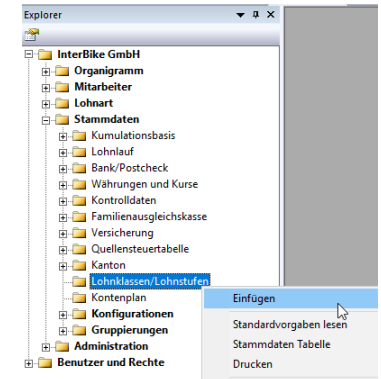 Explorer
InterBike GmbH
Organigramm
Mitarbeiter
Lohnart
Stammdaten
Kumulationsbasis
Lohnlauf
Bank/Postcheck
Währungen und Kurse
Kontrolldaten
Familienausgleichskasse
Versicherung
Quellensteuertabelle
Kanton
Lohnklassen/Lohnstufen
Kontenplan
Konfigurationen
Gruppierungen
Administration
Benutzer und Rechte
Einfügen
Standardvorgaben lesen
Stammdaten Tabelle
Drucken